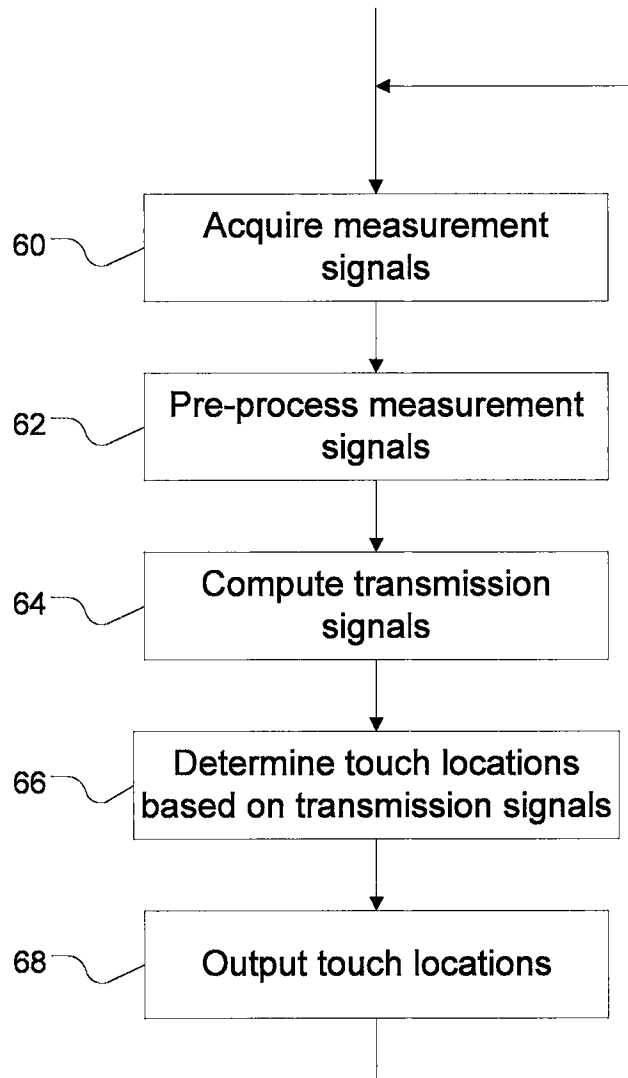 60
Acquire measurement
signals
62
Pre-process measurement
signals
64
Compute transmission
signals
66
Determine touch locations
based on transmission signals
68
Output touch locations